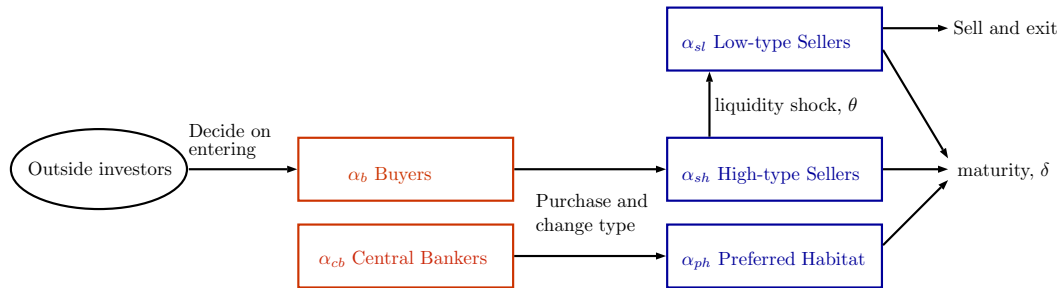 α_sl Low-type Sellers
Sell and exit
liquidity shock, θ
Decide on
entering
Outside investors
α_b Buyers
α_sh High-type Sellers
maturity, δ
Purchase and
change type
α_cb Central Bankers
α_ph Preferred Habitat